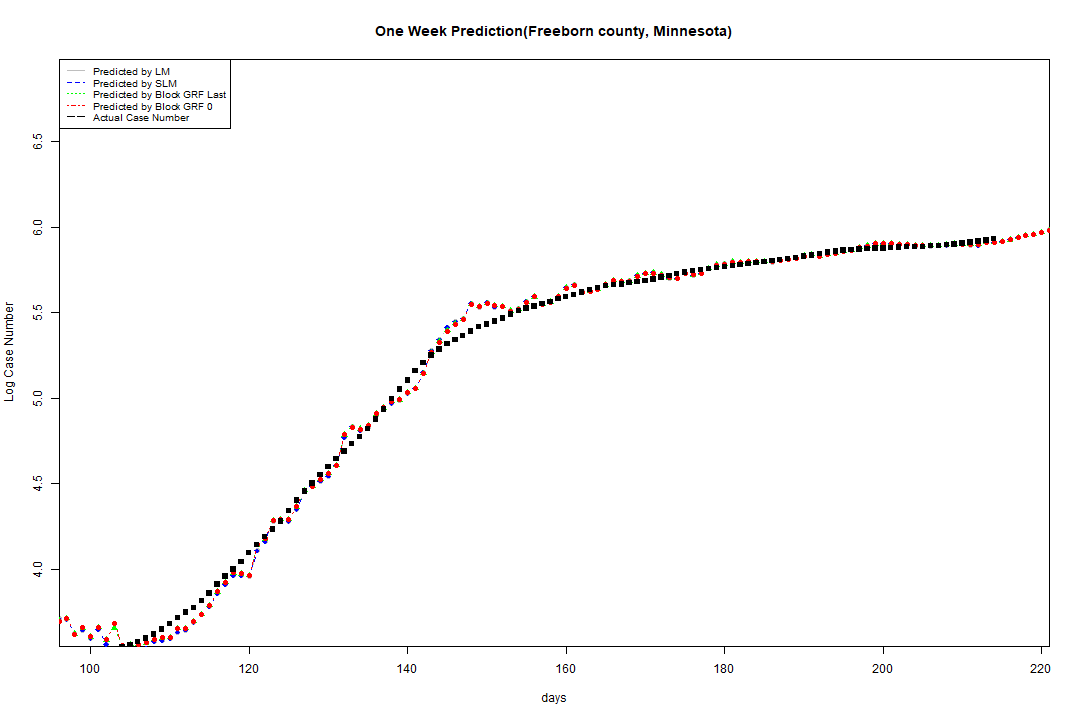 One Week Prediction(Freeborn county, Minnesota)
Predicted by LM
Predicted by SLM
Predicted by Block GRF Last
Predicted by Block GRF 0
Actual Case Number
6.5
6.0
5.5
5.0
4.5
4.0
Log Case Number
100 120 140 160 180 200 220
days